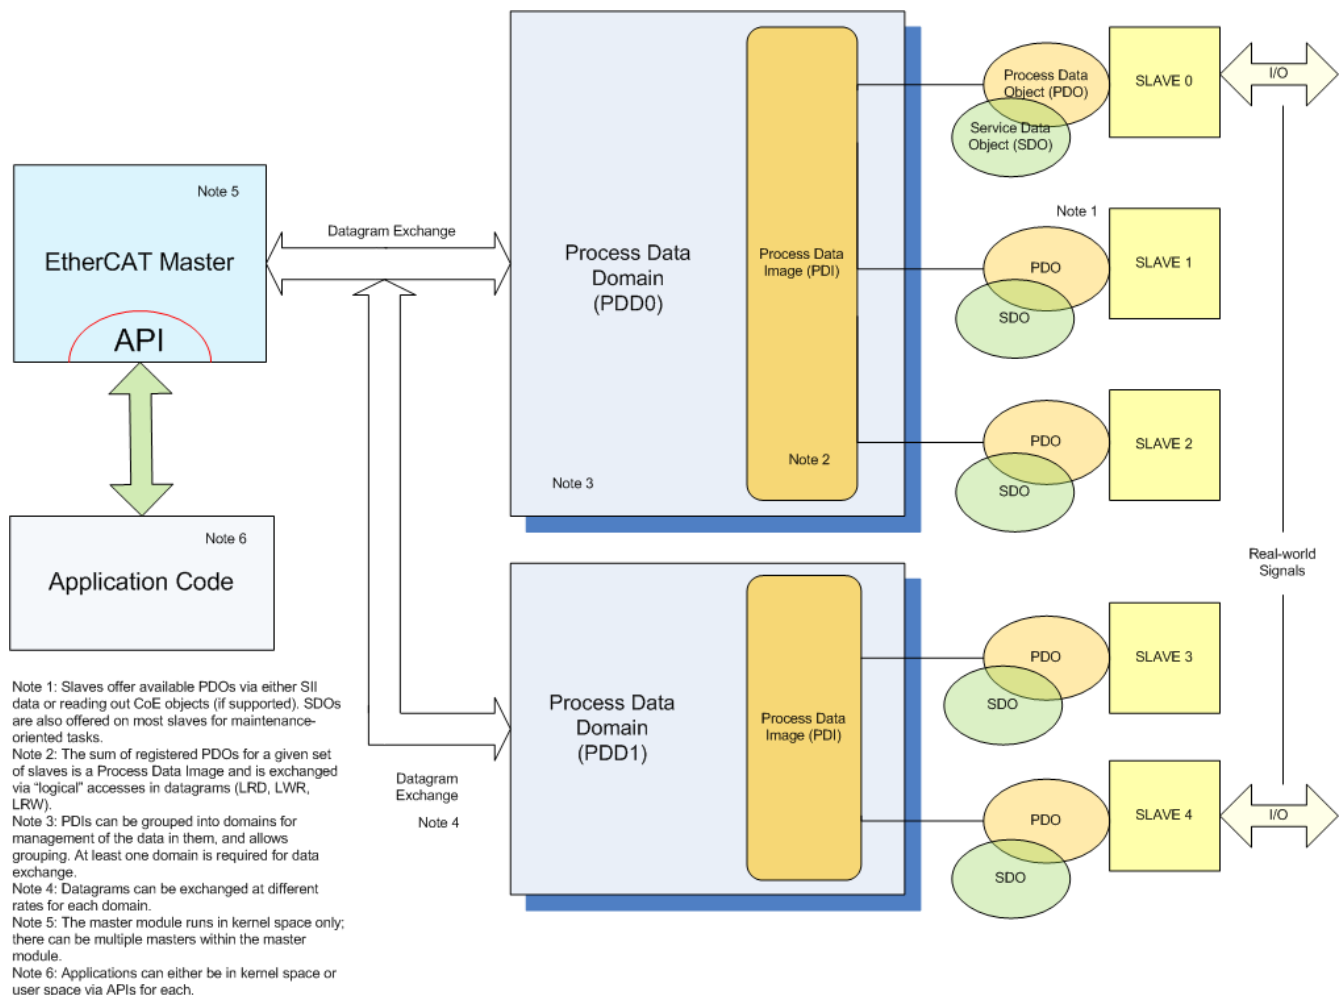 Note 5
EtherCAT Master
API
Note 6
Application Code
Datagram Exchange
Process Data
Domain
(PDD0)
Note 3
Process Data
Image (PDI)
Note 2
Process Data
Object (PDO)
Service Data
Object (SDO)
SLAVE 0
I/O
Note 1
PDO
SDO
SLAVE 1
PDO
SDO
SLAVE 2
Real-world
Signals
Datagram
Exchange
Note 4
Process Data
Domain
(PDD1)
Process Data
Image (PDI)
PDO
SDO
SLAVE 3
PDO
SDO
SLAVE 4
I/O
Note 1: Slaves offer available PDOs via either SII
data or reading out CoE objects (if supported). SDOs
are also offered on most slaves for maintenance-
oriented tasks.
Note 2: The sum of registered PDOs for a given set
of slaves is a Process Data Image and is exchanged
via “logical” accesses in datagrams (LRD, LWR,
LRW).
Note 3: PDIs can be grouped into domains for
management of the data in them, and allows
grouping. At least one domain is required for data
exchange.
Note 4: Datagrams can be exchanged at different
rates for each domain.
Note 5: The master module runs in kernel space only;
there can be multiple masters within the master
module.
Note 6: Applications can either be in kernel space or
user space via APIs for each.